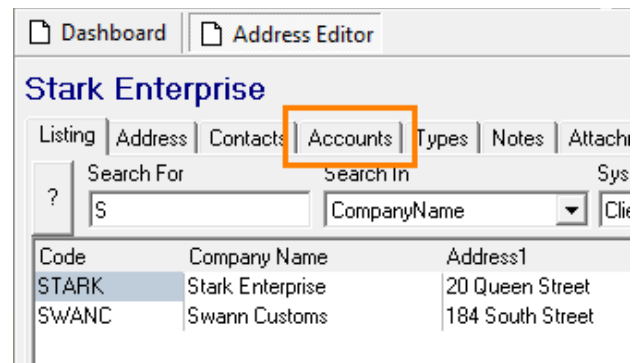 Dashboard Address Editor
Stark Enterprise
Listing Address Contacts Accounts Types Notes
Search For Search In
? S CompanyName
Code Company Name Address1
STARK Stark Enterprise 20 Queen Street
SWANC Swann Customs 184 South Street